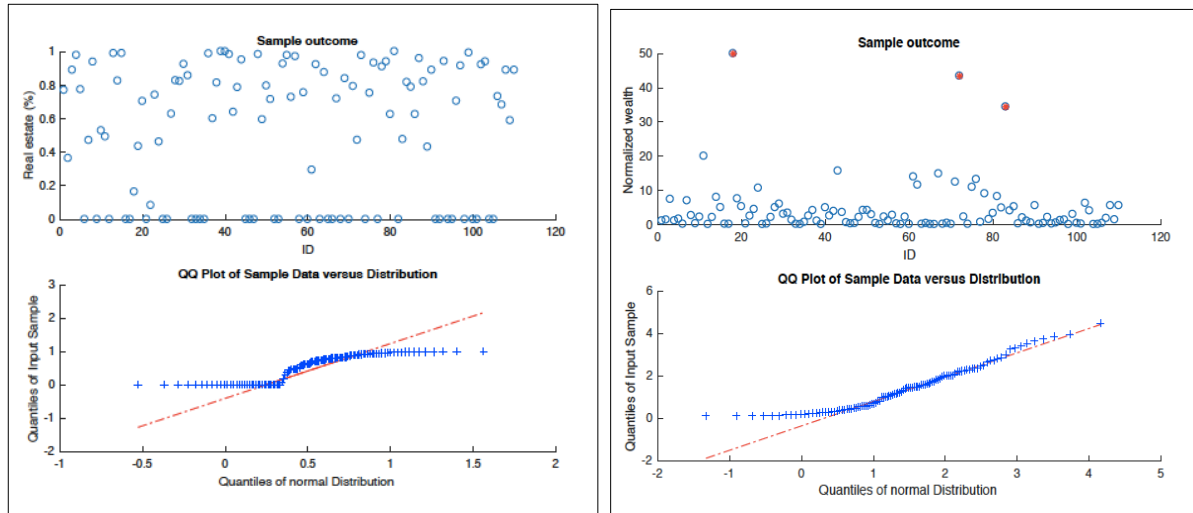 Sample outcome
1
0.8
0.6
0.4
0.2
0
Real estate (%)
0 20 40 60 80 100 120
ID
QQ Plot of Sample Data versus Distribution
3
2
1
0
-1
-2
Quantiles of Input Sample
-1 -0.5 0 0.5 1 1.5 2
Quantiles of normal Distribution
Sample outcome
50
40
30
20
10
0
Normalized wealth
0 20 40 60 80 100 120
ID
QQ Plot of Sample Data versus Distribution
6
4
2
0
-2
Quantiles of Input Sample
-2 -1 0 1 2 3 4 5
Quantiles of normal Distribution